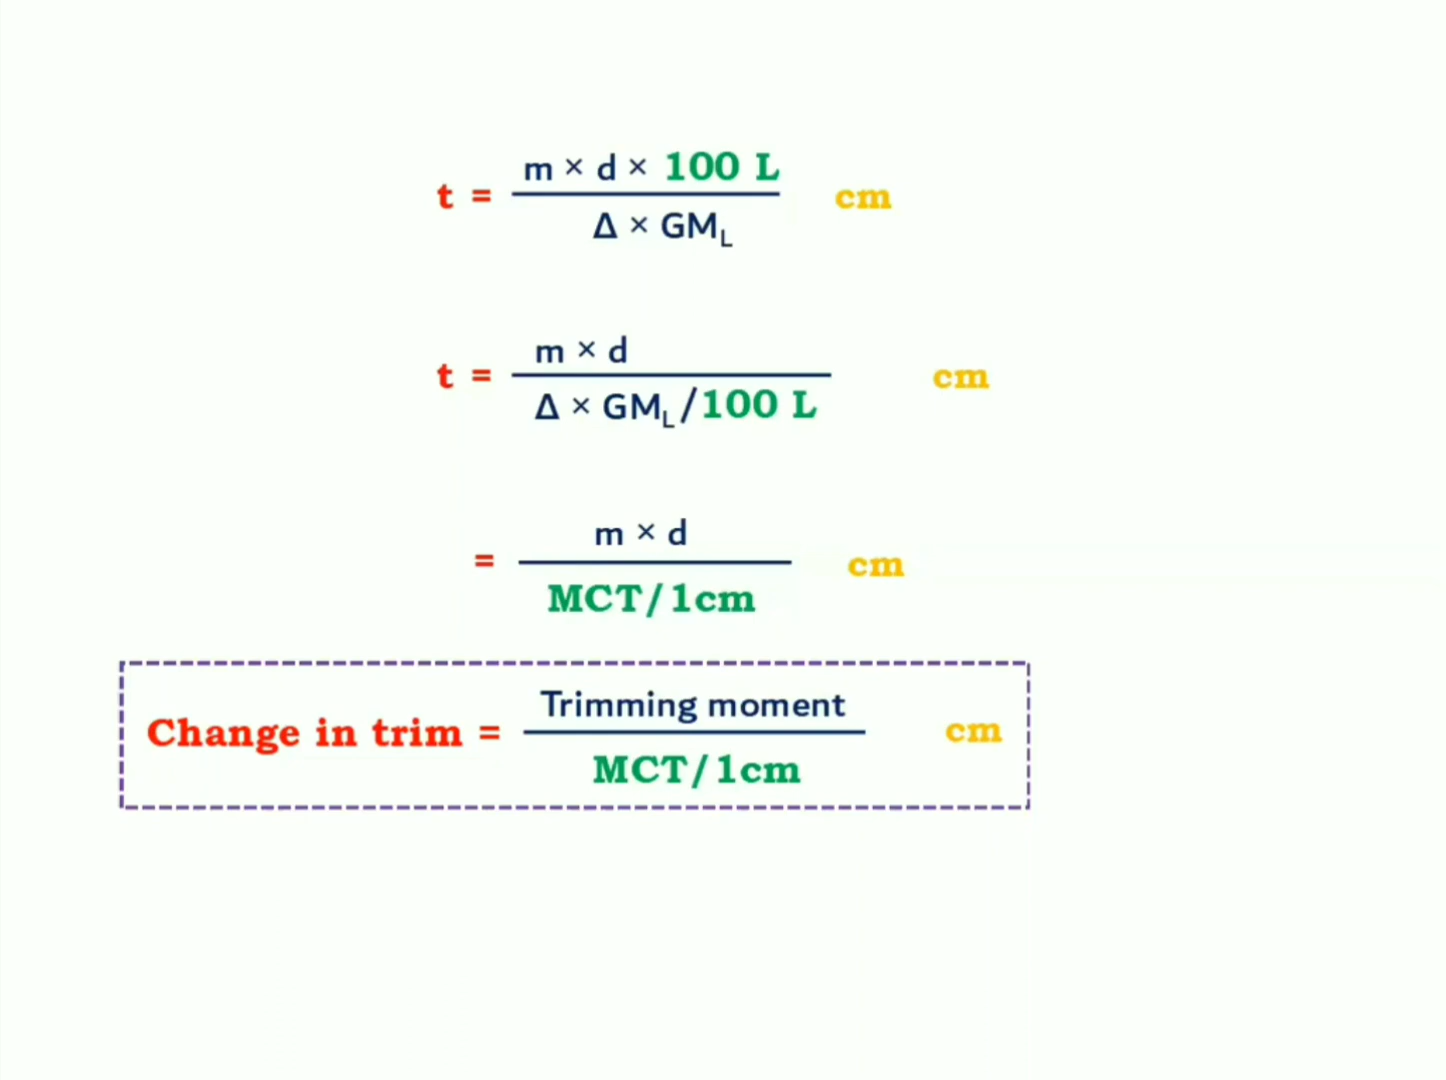 t = m × d × 100 L cm
Δ × GML
t = m × d cm
Δ × GML/100 L
= m × d cm
MCT/1cm
Change in trim = Trimming moment cm
MCT/1cm